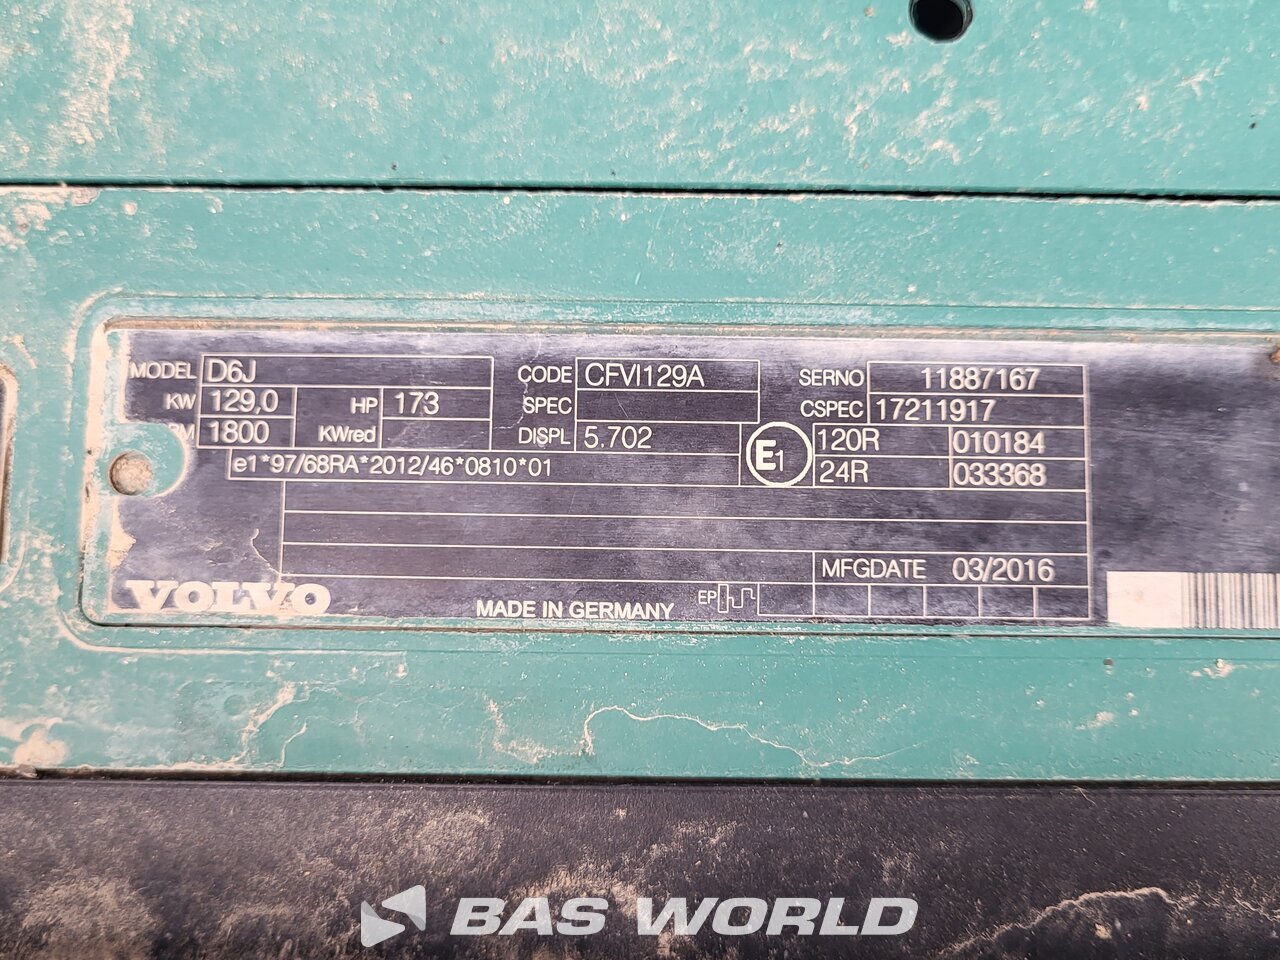 MODEL D6J CODE CFVI129A SERNO 11887167
KW 129,0 HP 173 SPEC CSPEC 17211917
1800 KWred DISPL 5.702 E1 120R 010184
e1*97/68RA*2012/46*0810*01 24R 033368
MFGDATE 03/2016
VOLVO MADE IN GERMANY EP
BAS WORLD